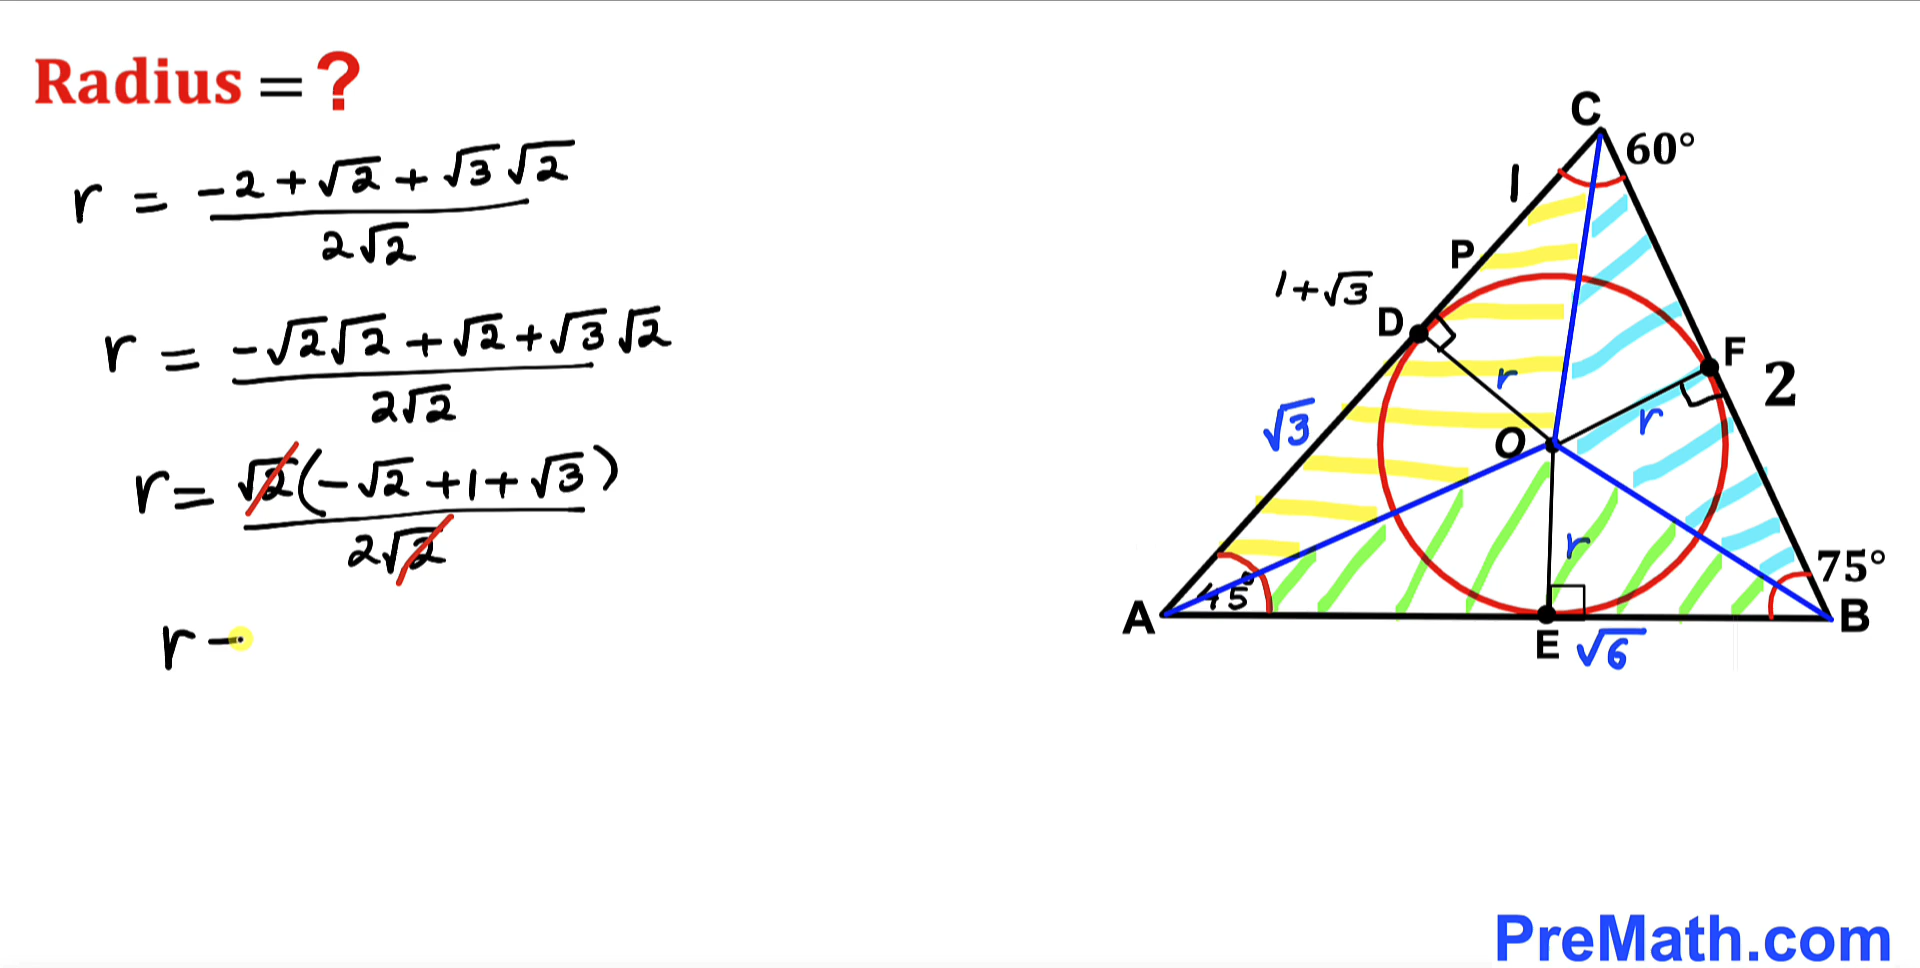 Radius = ?
r = (-2 + √2 + √3 √2) / (2√2)
r = (-√2 √2 + √2 + √3 √2) / (2√2)
r = √2(-√2 + 1 + √3) / (2√2)
r -
C
60°
1
P
1+√3
D
r
F
2
√3
O
r
r
45°
75°
A
B
E
√6
PreMath.com